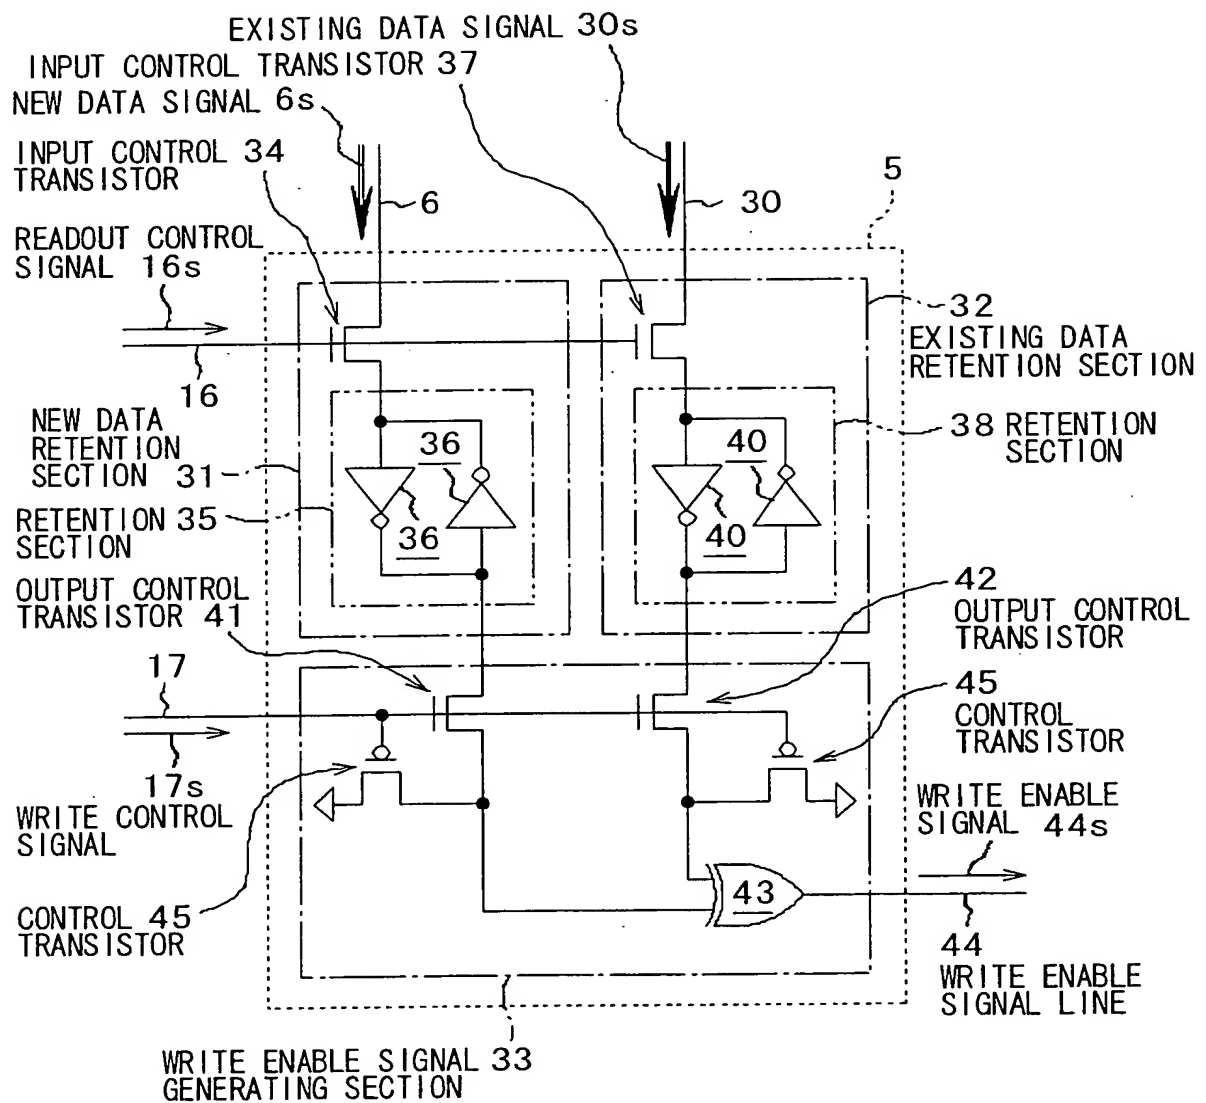 EXISTING DATA SIGNAL 30s
INPUT CONTROL TRANSISTOR 37
NEW DATA SIGNAL 6s
INPUT CONTROL 34
TRANSISTOR
5
6
30
READOUT CONTROL
SIGNAL 16s
32
EXISTING DATA
RETENTION SECTION
16
NEW DATA
RETENTION
SECTION 31
36
40
38 RETENTION
SECTION
RETENTION 35
SECTION
36
40
OUTPUT CONTROL
TRANSISTOR 41
42
OUTPUT CONTROL
TRANSISTOR
17
45
CONTROL
TRANSISTOR
17s
WRITE CONTROL
SIGNAL
WRITE ENABLE
SIGNAL 44s
43
CONTROL 45
TRANSISTOR
44
WRITE ENABLE
SIGNAL LINE
WRITE ENABLE SIGNAL 33
GENERATING SECTION